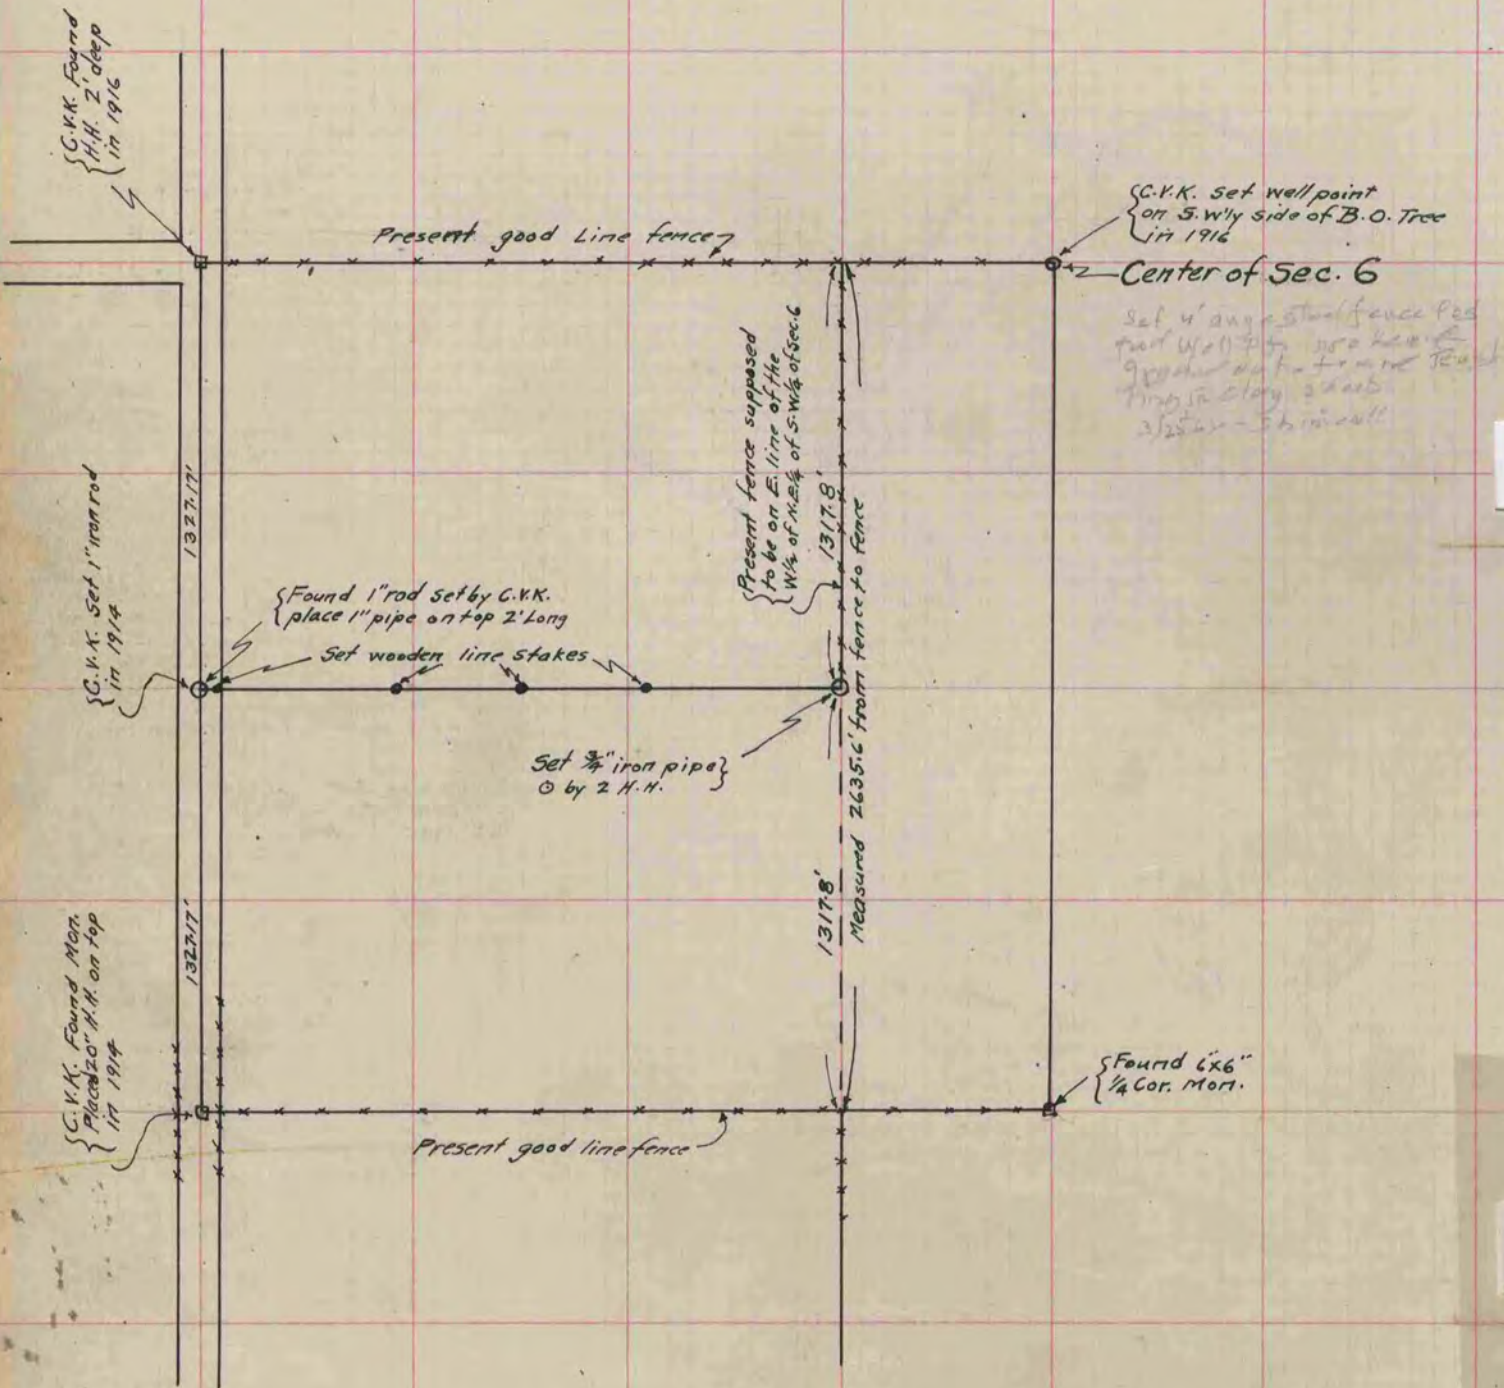 C.V.K. Found
H.H. 2' deep
in 1916
C.V.K. set well point
on S.W'ly side of B.O. Tree
in 1916
Present good Line fence
Center of Sec. 6
Set 4'
Present fence supposed
to be on E. line of the
W½ of N.E¼ of S.W¼ of Sec. 6
1317.8'
Measured 2635.6' from fence to fence
1327.17'
C.V.K. Set 1" iron rod
in 1914
Found 1" rod set by C.V.K.
place 1" pipe on top 2' Long
Set wooden line stakes
Set ¾" iron pipe
⊙ by 2 H.H.
1317.8'
1327.17'
C.V.K. Found Mon.
Placed 20" H.H. on top
in 1914
Found 6"x6"
¼ Cor. Mon.
Present good line fence